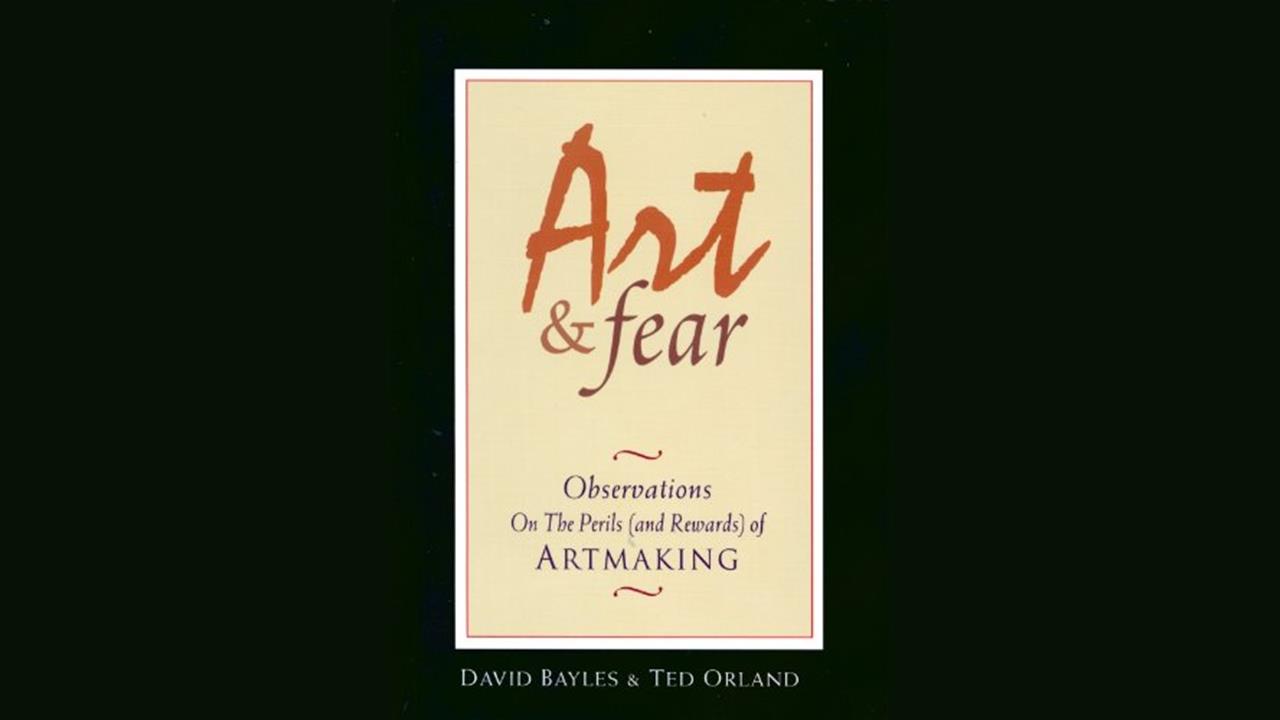 Art
& fear
Observations
On The Perils (and Rewards) of
ARTMAKING
DAVID BAYLES & TED ORLAND